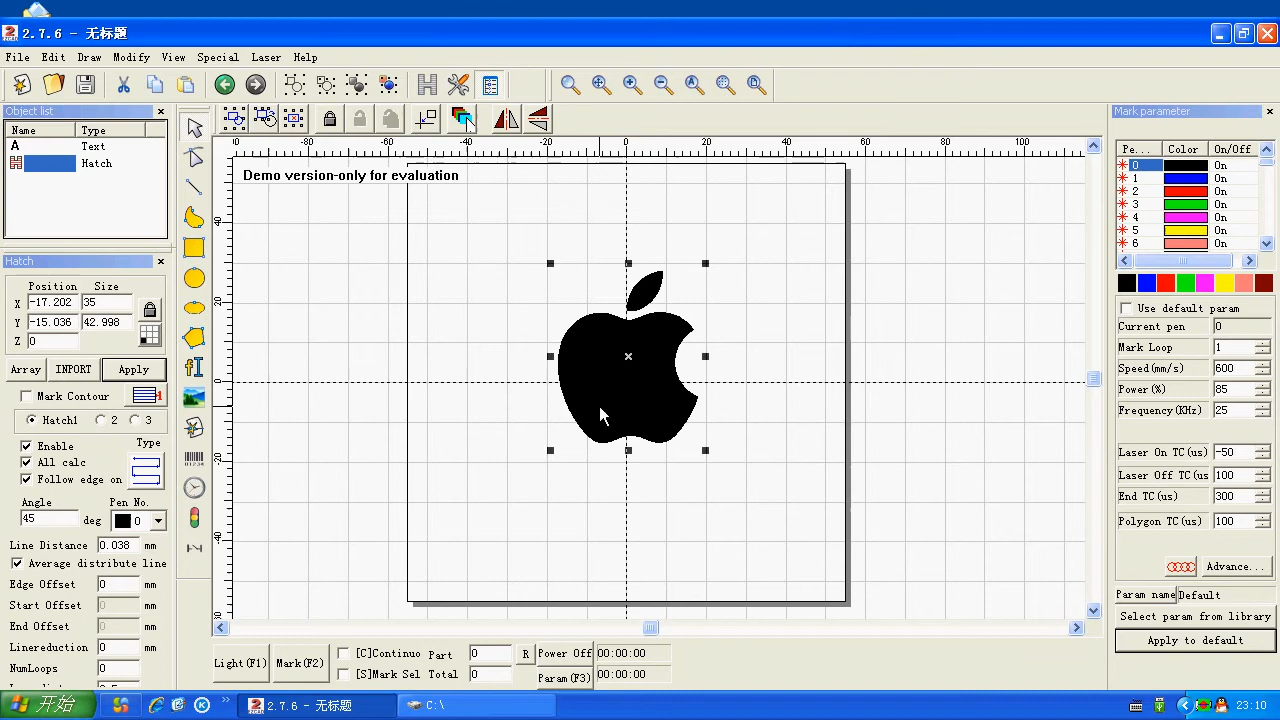 2.7.6 - 无标题
File Edit Draw Modify View Special Laser Help
Object list
Name Type
A Text
Hatch
Hatch
Position Size
X -17.202 35
Y -15.036 42.998
Z 0
Array INPORT Apply
Mark Contour 1
Hatch1 2 3
Enable Type
All calc
Follow edge on
Angle Pen No.
45 deg 0
Line Distance 0.038 mm
Average distribute line
Edge Offset 0 mm
Start Offset 0 mm
End Offset 0 mm
Linereduction 0 mm
NumLoops 0
-80 -60 -40 -20 0 20 40 60 80 100
40
20
0
-20
-40
Demo version-only for evaluation
Light(F1) Mark(F2) [C]Continuo Part 0 R Power Off 00:00:00
[S]Mark Sel Total 0 Param(F3) 00:00:00
Mark parameter
Pe... Color On/Off
0 On
1 On
2 On
3 On
4 On
5 On
6 On
Use default param
Current pen 0
Mark Loop 1
Speed(mm/s) 600
Power(%) 85
Frequency(KHz) 25
Laser On TC(us) -50
Laser Off TC(us 100
End TC(us) 300
Polygon TC(us) 100
Advance...
Param name Default
Select param from library
Apply to default
开始 2.7.6 - 无标题 C:\ 23:10